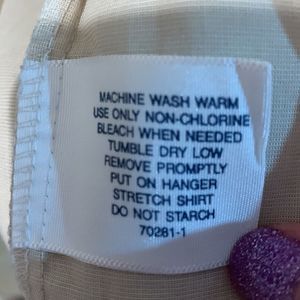 MACHINE WASH WARM
USE ONLY NON-CHLORINE
BLEACH WHEN NEEDED
TUMBLE DRY LOW
REMOVE PROMPTLY
PUT ON HANGER
STRETCH SHIRT
DO NOT STARCH
70281-1